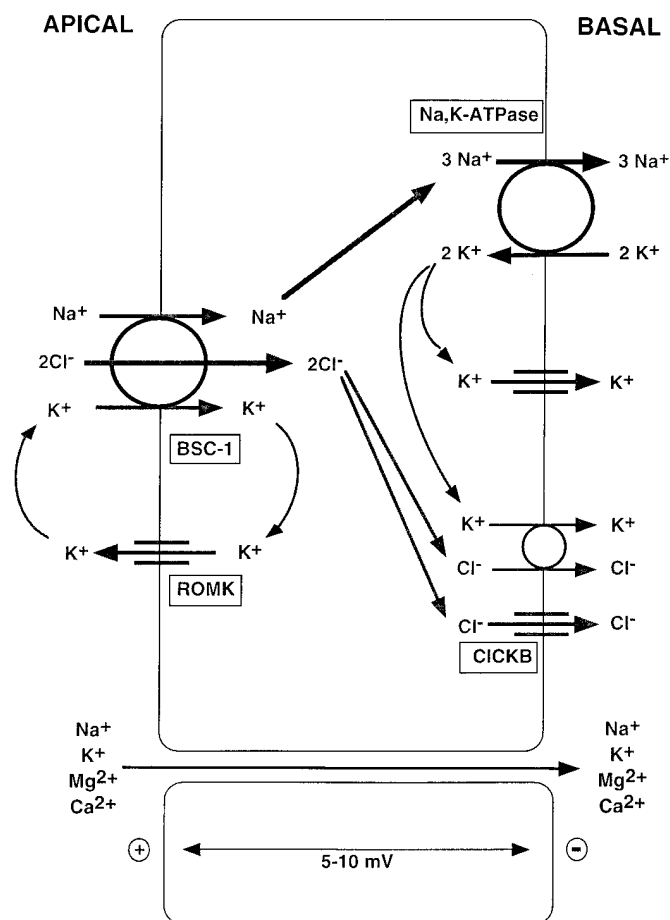 APICAL BASAL
Na,K-ATPase
3 Na+ 3 Na+
2 K+ 2 K+
Na+ Na+
2Cl- 2Cl-
K+ K+
K+ K+
BSC-1
K+ K+
Cl- Cl-
K+ K+
ROMK
Cl- Cl-
ClCKB
Na+ Na+
K+ K+
Mg2+ Mg2+
Ca2+ Ca2+
+ -
5-10 mV